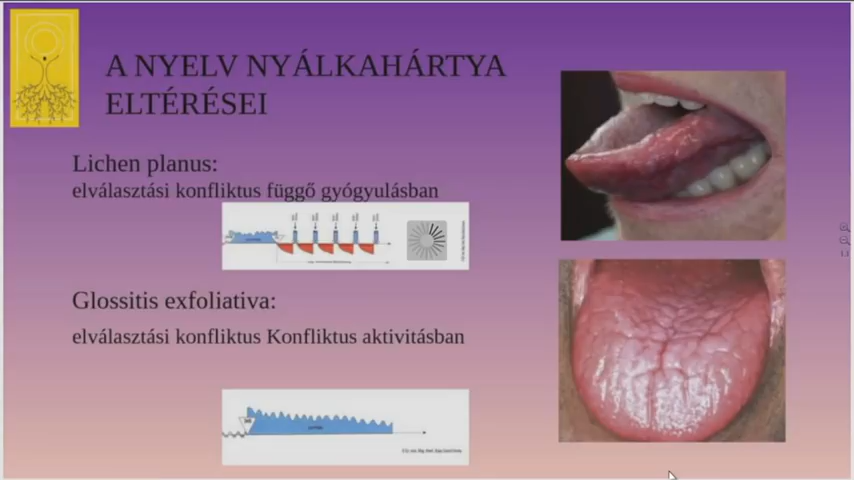 A NYELV NYÁLKAHÁRTYA
ELTÉRÉSEI
Lichen planus:
elválasztási konfliktus függő gyógyulásban
Glossitis exfoliativa:
elválasztási konfliktus Konfliktus aktivitásban